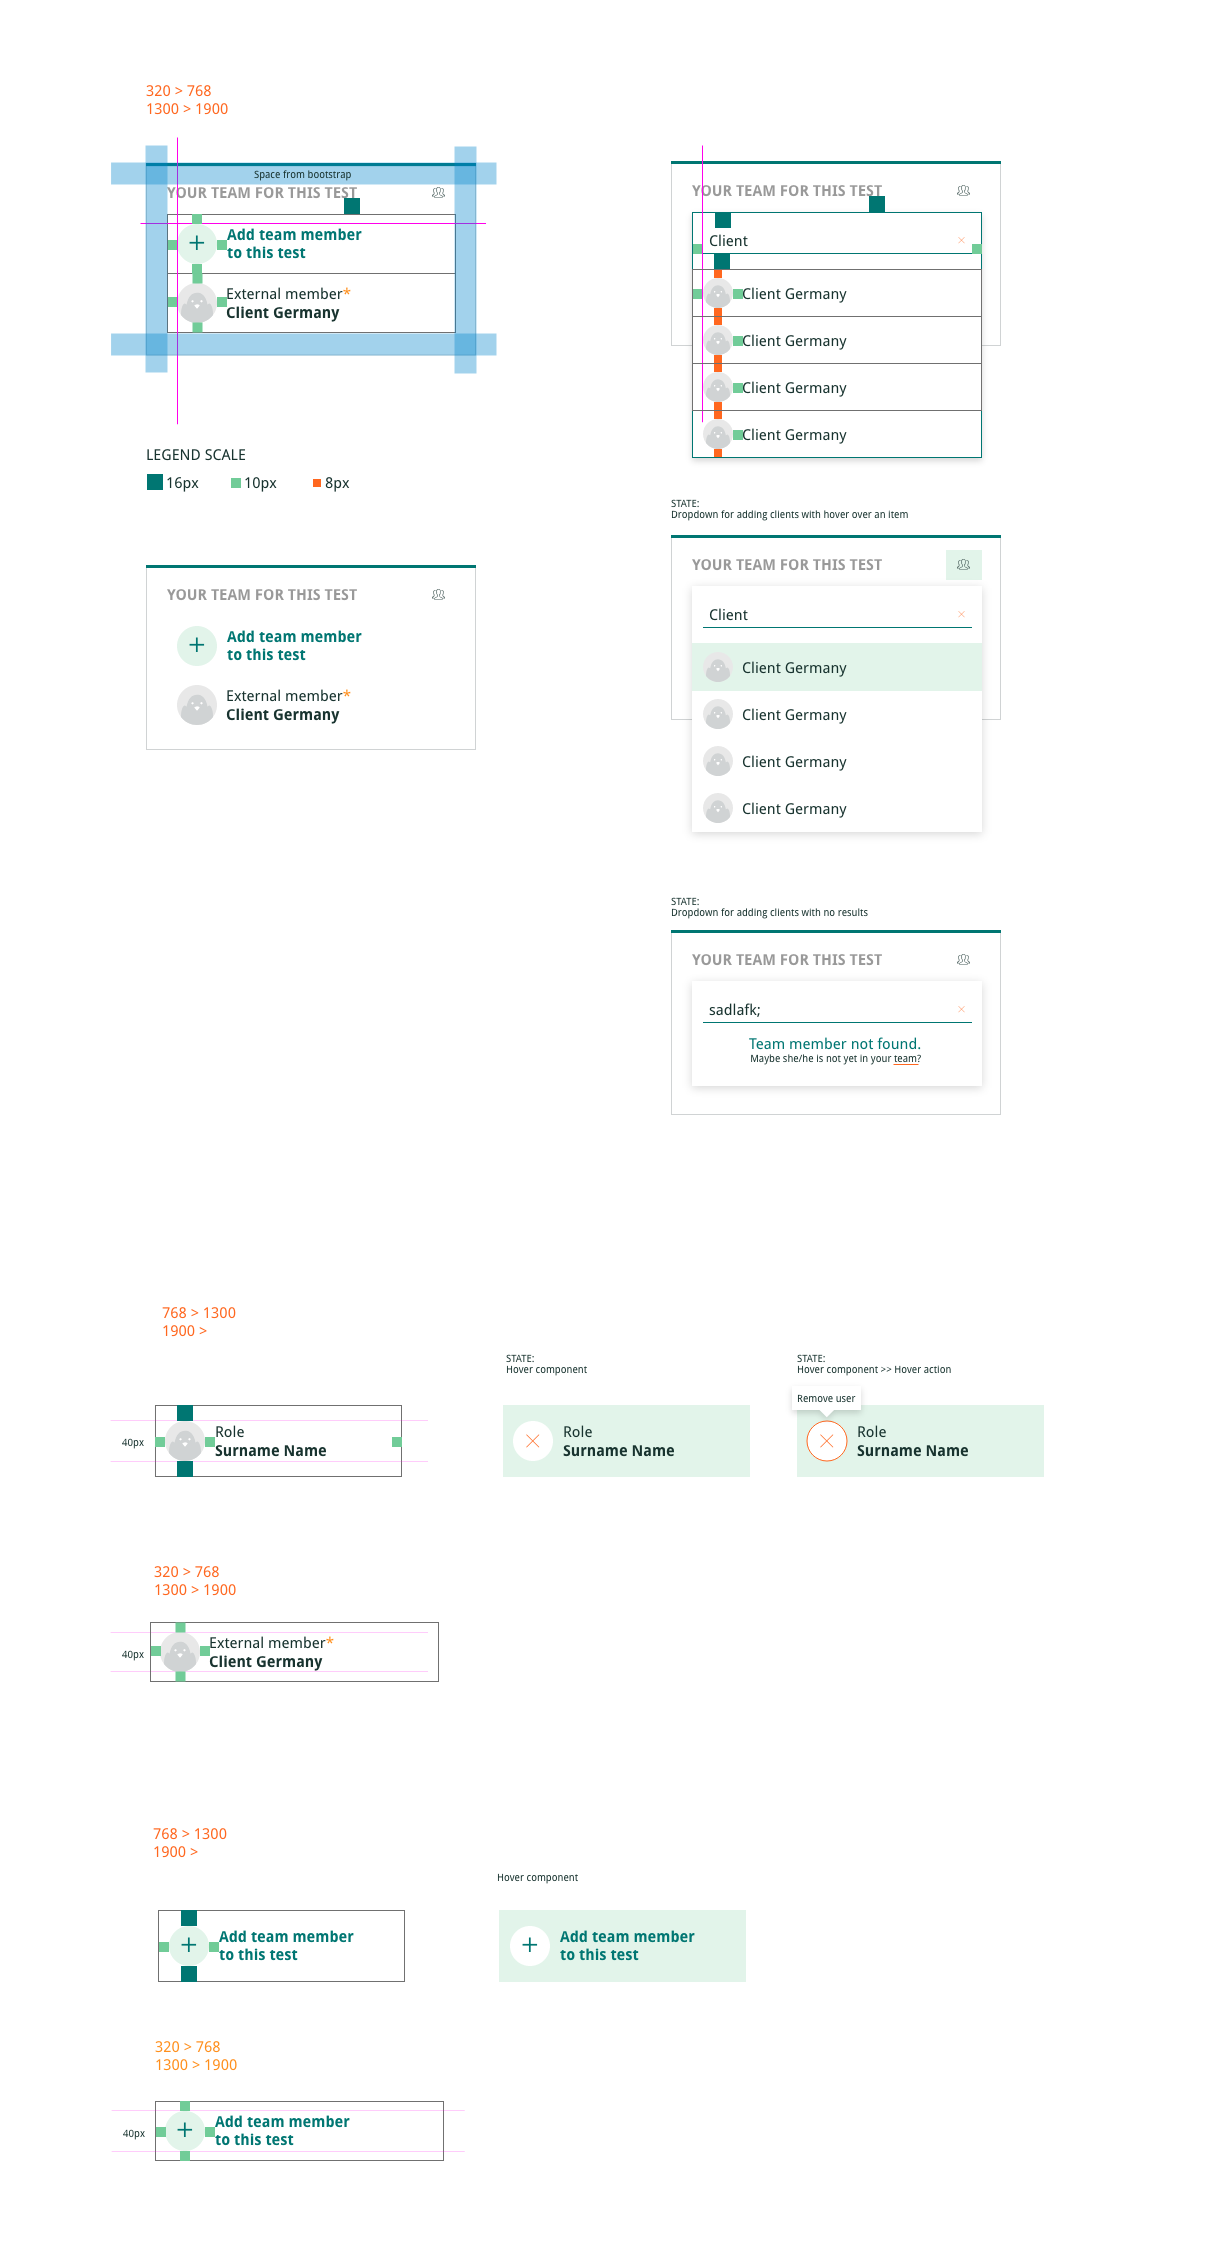 320 > 768
1300 > 1900
Space from bootstrap
YOUR TEAM FOR THIS TEST
Add team member
to this test
External member*
Client Germany
LEGEND SCALE
16px
10px
8px
YOUR TEAM FOR THIS TEST
Add team member
to this test
External member*
Client Germany
YOUR TEAM FOR THIS TEST
Client
Client Germany
Client Germany
Client Germany
Client Germany
STATE:
Dropdown for adding clients with hover over an item
YOUR TEAM FOR THIS TEST
Client
Client Germany
Client Germany
Client Germany
Client Germany
STATE:
Dropdown for adding clients with no results
YOUR TEAM FOR THIS TEST
sadlafk;
Team member not found.
Maybe she/he is not yet in your team?
768 > 1300
1900 >
40px
Role
Surname Name
STATE:
Hover component
Role
Surname Name
STATE:
Hover component >> Hover action
Remove user
Role
Surname Name
320 > 768
1300 > 1900
40px
External member*
Client Germany
768 > 1300
1900 >
Add team member
to this test
Hover component
Add team member
to this test
320 > 768
1300 > 1900
40px
Add team member
to this test